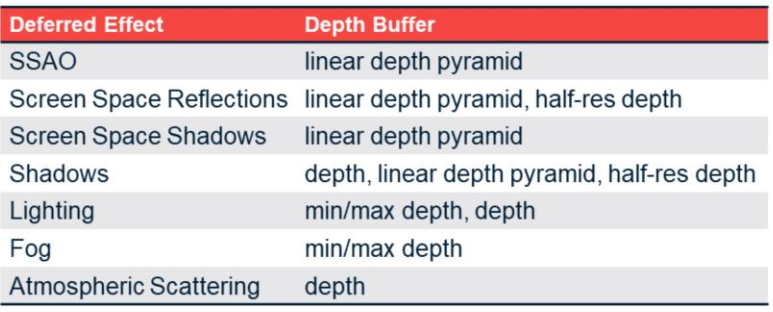 Deferred Effect Depth Buffer
SSAO linear depth pyramid
Screen Space Reflections linear depth pyramid, half-res depth
Screen Space Shadows linear depth pyramid
Shadows depth, linear depth pyramid, half-res depth
Lighting min/max depth, depth
Fog min/max depth
Atmospheric Scattering depth